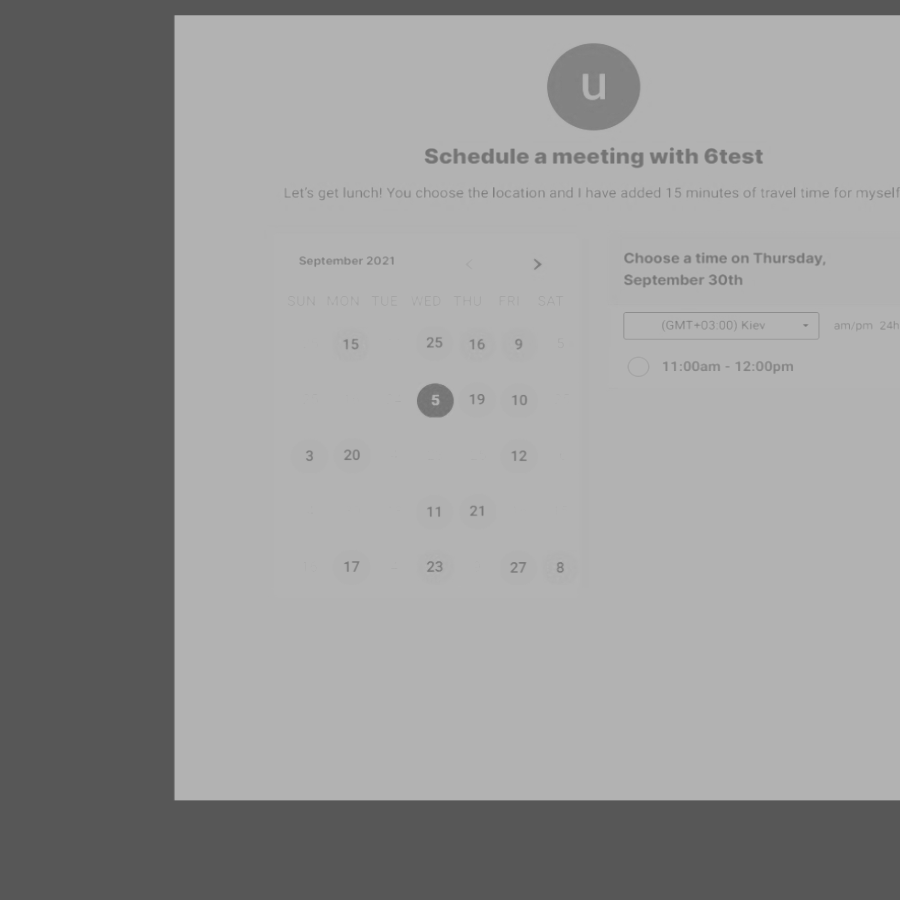 u
Schedule a meeting with 6test
Let's get lunch! You choose the location and I have added 15 minutes of travel time for myself
September 2021
SUN MON TUE WED THU FRI SAT
15 25 16 9
5 19 10
3 20 12
11 21
17 23 27 8
Choose a time on Thursday,
September 30th
(GMT+03:00) Kiev am/pm 24h
11:00am - 12:00pm